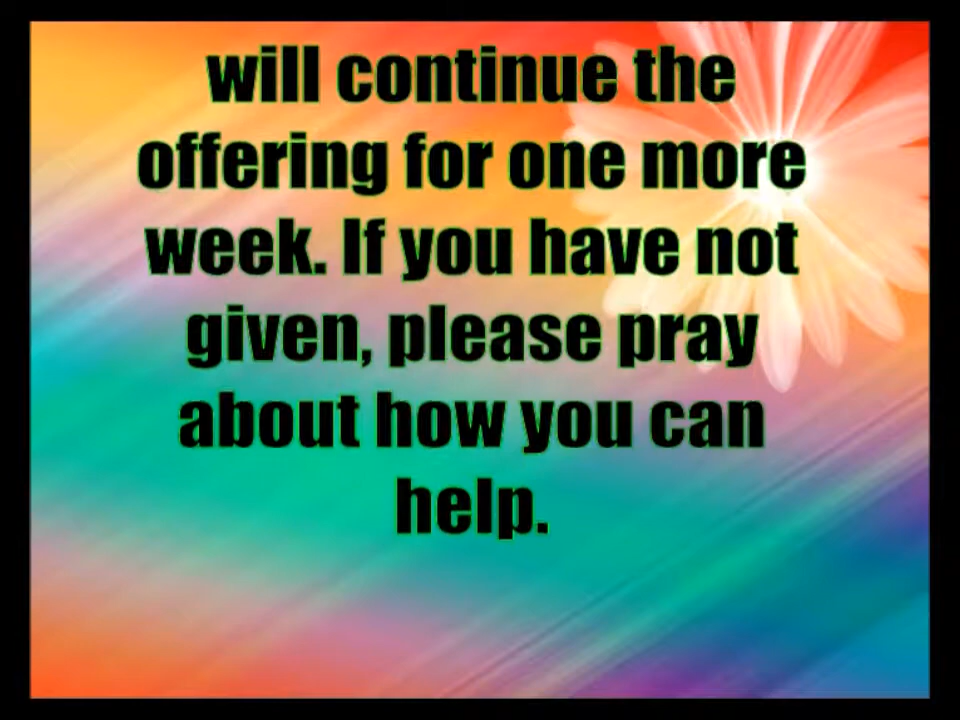 will continue the
offering for one more
week. If you have not
given, please pray
about how you can
help.